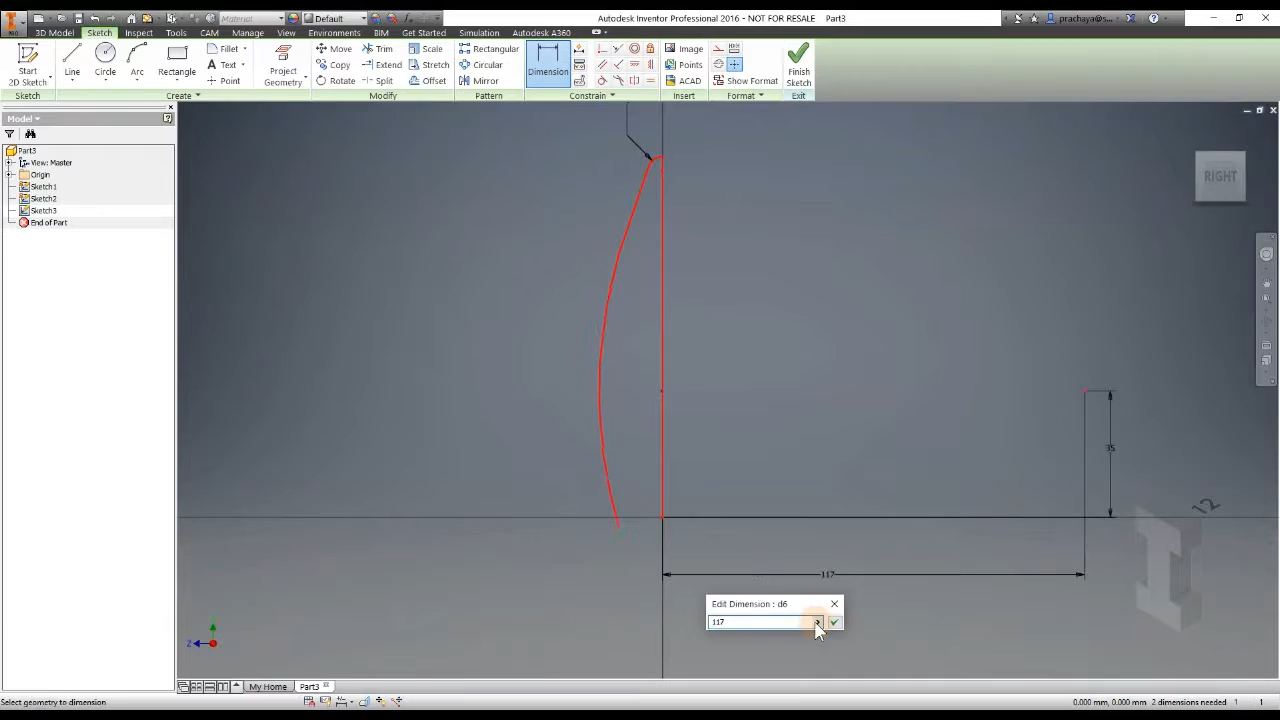 PRO
Material
Default
Autodesk Inventor Professional 2016 - NOT FOR RESALE   Part3
prachaya@s...
3D Model   Sketch   Inspect   Tools   CAM   Manage   View   Environments   BIM   Get Started   Simulation   Autodesk A360
Start
2D Sketch
Line
Circle
Arc
Rectangle
Fillet
Text
Point
Project
Geometry
Move
Copy
Rotate
Trim
Extend
Split
Scale
Stretch
Offset
Rectangular
Circular
Mirror
Dimension
Image
Points
ACAD
Show Format
Finish
Sketch
Sketch   Create   Modify   Pattern   Constrain   Insert   Format   Exit
Model
Part3
View: Master
Origin
Sketch1
Sketch2
Sketch3
End of Part
RIGHT
35
12
117
Edit Dimension : d6
117
Z
My Home   Part3
Select geometry to dimension
0.000 mm, 0.000 mm   2 dimensions needed   1   1